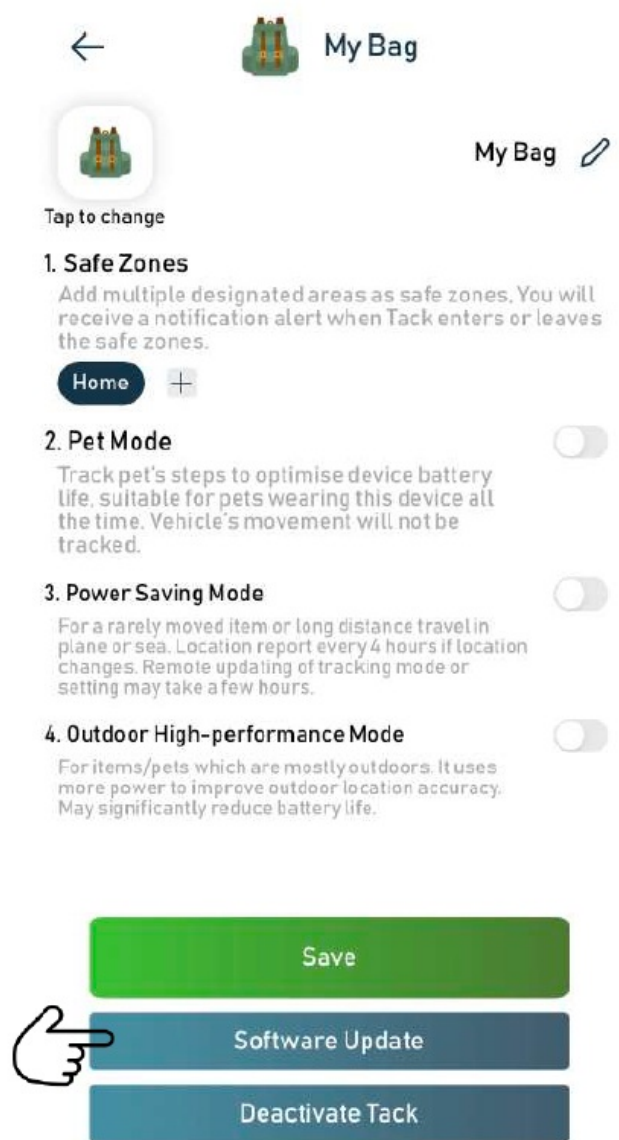 My Bag
My Bag
Tap to change
1. Safe Zones
Add multiple designated areas as safe zones, You will
receive a notification alert when Tack enters or leaves
the safe zones.
Home +
2. Pet Mode
Track pet's steps to optimise device battery
life, suitable for pets wearing this device all
the time. Vehicle's movement will not be
tracked.
3. Power Saving Mode
For a rarely moved item or long distance travel in
plane or sea. Location report every 4 hours if location
changes. Remote updating of tracking mode or
setting may take a few hours.
4. Outdoor High-performance Mode
For items/pets which are mostly outdoors. It uses
more power to improve outdoor location accuracy.
May significantly reduce battery life.
Save
Software Update
Deactivate Tack